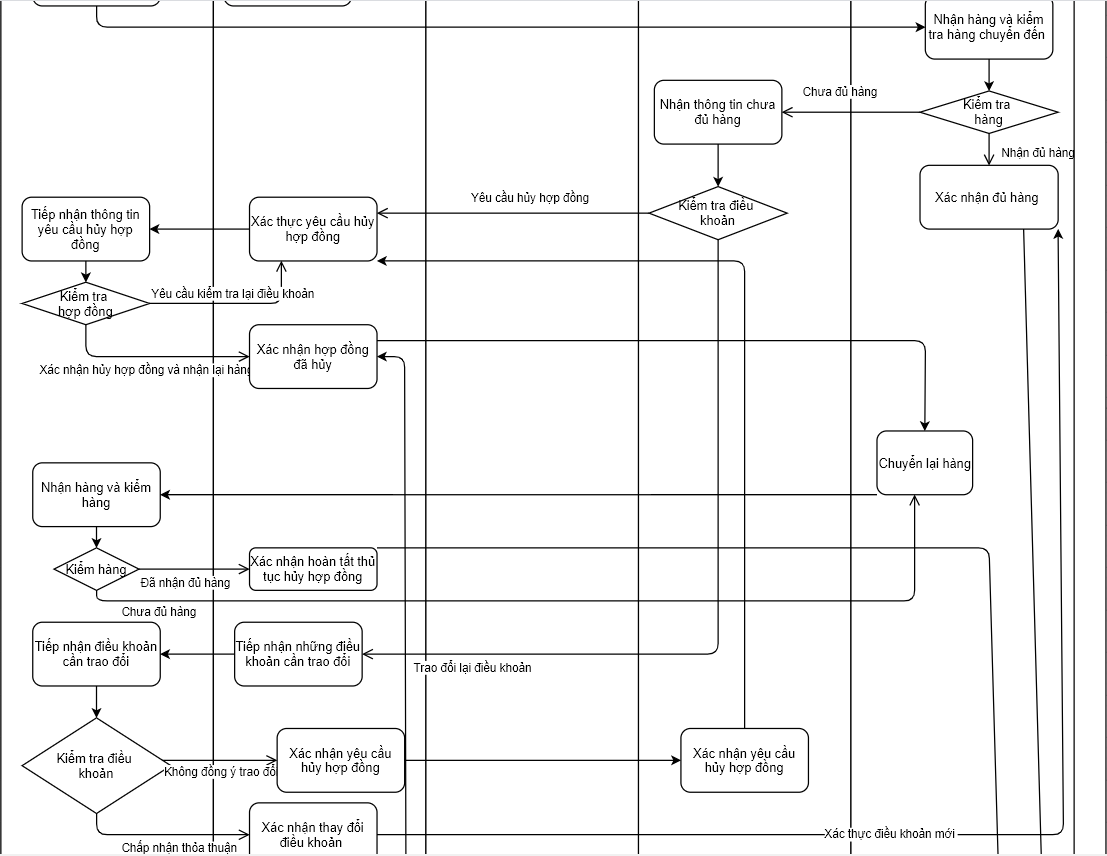 Nhận hàng và kiểm
tra hàng chuyển đến
Chưa đủ hàng
Kiểm tra
hàng
Nhận thông tin chưa
đủ hàng
Nhận đủ hàng
Xác nhận đủ hàng
Yêu cầu hủy hợp đồng
Kiểm tra điều
khoản
Tiếp nhận thông tin
yếu cầu hủy hợp
đồng
Xác thực yêu cầu hủy
hợp đồng
Yêu cầu kiểm tra lại điều khoản
Kiểm tra
hợp đồng
Xác nhận hợp đồng
đã hủy
Xác nhận hủy hợp đồng và nhận lại hàng
Chuyển lại hàng
Nhận hàng và kiểm
hàng
Kiểm hàng
Đã nhận đủ hàng
Xác nhận hoàn tất thủ
tục hủy hợp đồng
Chưa đủ hàng
Tiếp nhận điều khoản
cần trao đổi
Tiếp nhận những điều
khoản cần trao đổi
Trao đổi lại điều khoản
Kiểm tra điều
khoản
Không đồng ý trao đổi
Xác nhận yêu cầu
hủy hợp đồng
Xác nhận yêu cầu
hủy hợp đồng
Xác nhận thay đổi
điều khoản
Xác thực điều khoản mới
Chấp nhận thỏa thuận